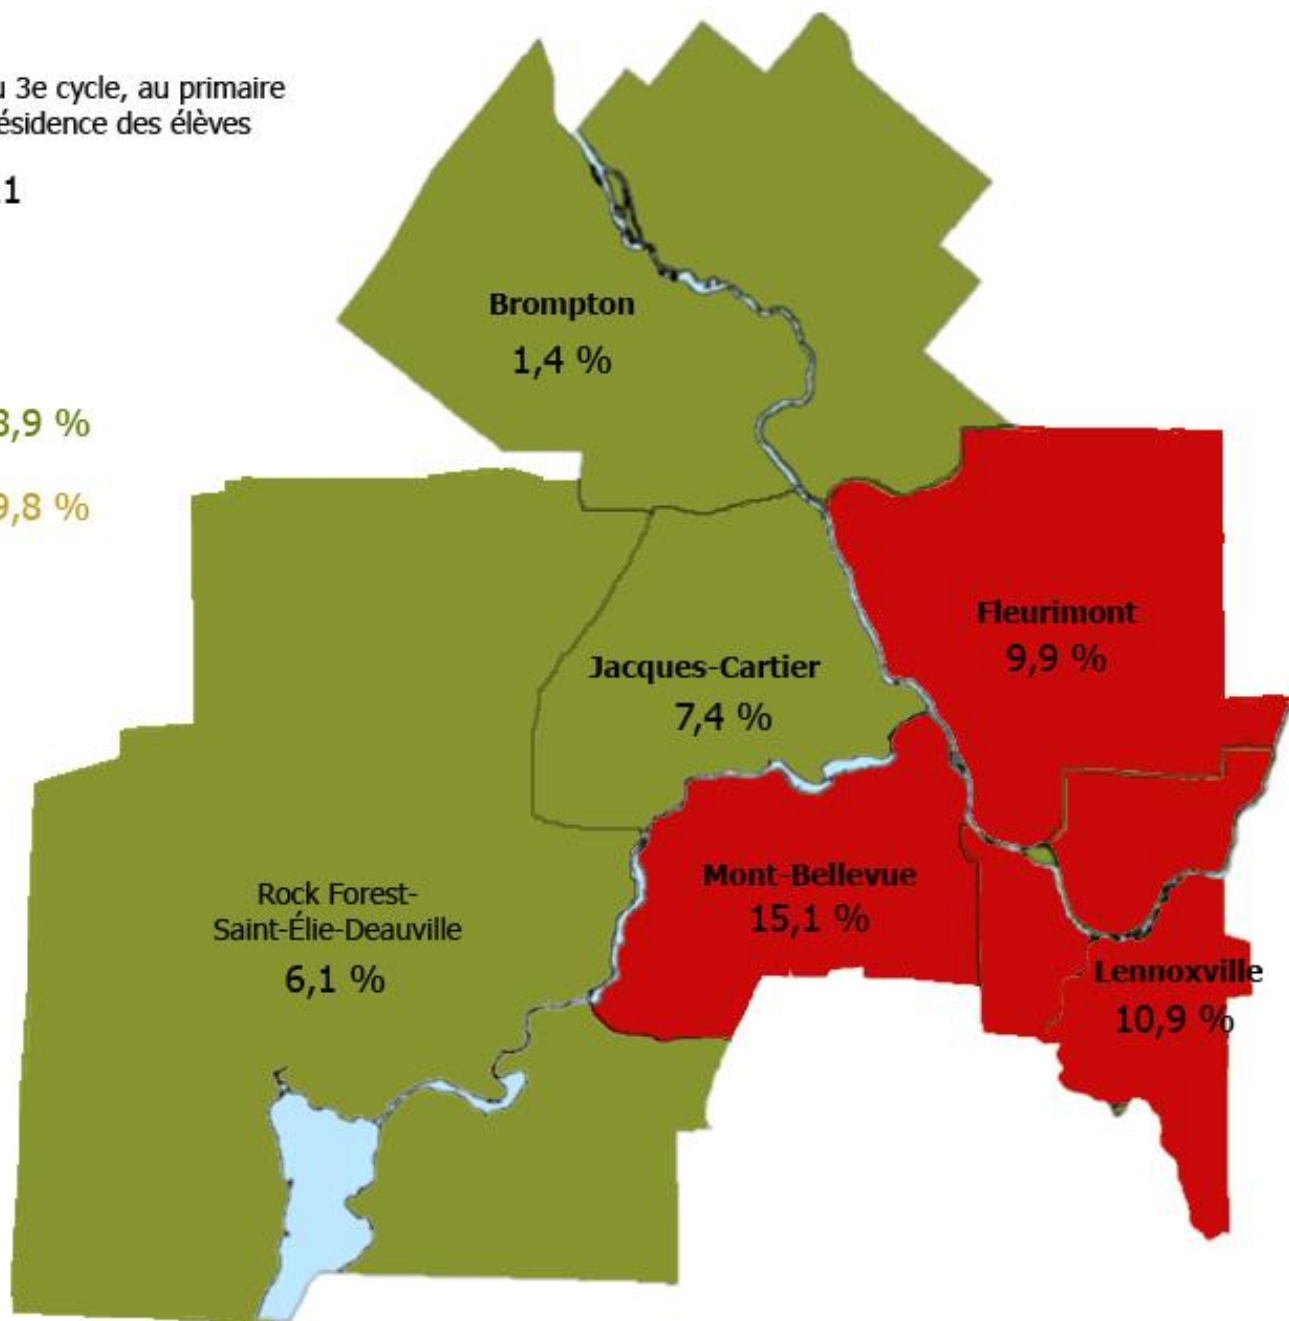 u 3e cycle, au primaire
ésidence des élèves
1
Brompton
1,4 %
8,9 %
9,8 %
Fleurimont
9,9 %
Jacques-Cartier
7,4 %
Mont-Bellevue
15,1 %
Rock Forest-
Saint-Élie-Deauville
6,1 %
Lennoxville
10,9 %